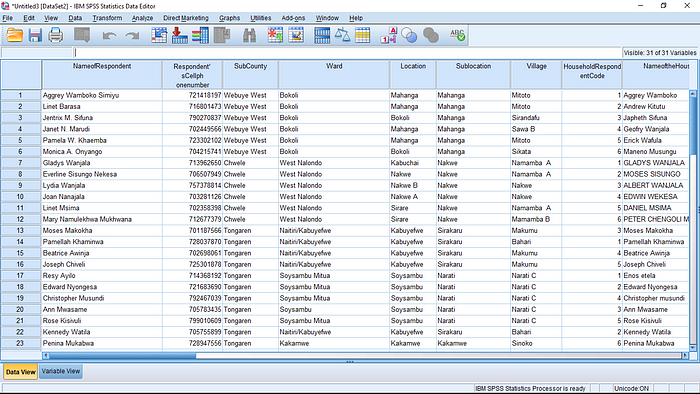 *Untitled3 [DataSet2] - IBM SPSS Statistics Data Editor
File Edit View Data Transform Analyze Direct Marketing Graphs Utilities Add-ons Window Help
Visible: 31 of 31 Variables
NameofRespondent Respondent'sCellphonenumber SubCounty Ward Location Sublocation Village HouseholdRespondentCode NameoftheHou
1 Aggrey Wamboko Simiyu 721418197 Webuye West Bokoli Mahanga Mahanga Mitoto 1 Aggrey Wamboko
2 Linet Barasa 716801473 Webuye West Bokoli Mahanga Mahanga Mitoto 2 Andrew Kitutu
3 Jentrix M. Sifuna 790270837 Webuye West Bokoli Bokoli Mahanga Sirandafu 3 Japheth Sifuna
4 Janet N. Marudi 702449566 Webuye West Bokoli Mahanga Mahanga Sawa B 4 Geofry Wanjala
5 Pamela W. Khaemba 723302102 Webuye West Bokoli Mahanga Mahanga Mitoto 5 Erick Wafula
6 Monica A. Onyango 704215741 Webuye West Bokoli Bokoli Mahanga Sikata 6 Maneno Musungu
7 Gladys Wanjala 713962650 Chwele West Nalondo Kabuchai Nakwe Namamba A 1 GLADYS WANJALA
8 Everline Sisungo Nekesa 706507949 Chwele West Nalondo Nakwe Nakwe Namamba A 2 MOSES SISUNGO
9 Lydia Wanjala 757378814 Chwele West Nalondo Nakwe B Nakwe Nakwe 3 ALBERT WANJALA
10 Joan Nanajala 703281126 Chwele West Nalondo Nakwe A Nakwe Nakwe 4 EDWIN WEKESA
11 Linet Msima 702358398 Chwele West Nalondo Sirare Nakwe Namamba A 5 DANIEL MSIMA
12 Mary Namulekhwa Mukhwana 712677379 Chwele West Nalondo Sirare Nakwe Mamamba B 6 PETER CHENGOLI M
13 Moses Makokha 701187566 Tongaren Naitiri/Kabuyefwe Kabuyefwe Sirakaru Makumu 3 Moses Makokha
14 Pamellah Khaminwa 728037870 Tongaren Naitiri/Kabuyefwe Kabuyefwe Sirakaru Bahari 1 Pamellah Khaminwa
15 Beatrice Awinja 702698061 Tongaren Naitiri/Kabuyefwe Kabuyefwe Sirakaru Makumu 4 Beatrice Awinja
16 Joseph Chiveli 725301878 Tongaren Naitiri/Kabuyefwe Kabuyefwe Sirakaru Makumu 5 Joseph Chiveli
17 Resy Ayilo 714368192 Tongaren Soysambu Mitua Soysambu Narati Narati C 1 Enos etela
18 Edward Nyongesa 721683690 Tongaren Soysambu Mitua Soysambu Narati Narati C 2 Edward Nyongesa
19 Christopher Musundi 792467039 Tongaren Soysambu Mitua Soysambu Narati Narati C 4 Christopher musundi
20 Ann Mwasame 705783435 Tongaren Soysambu Soysambu Narati Narati C 3 Ann Mwasame
21 Rose Kisivuli 799010609 Tongaren Soysambu Mitua Soysambu Narati Narati C 5 Rose Kisivuli
22 Kennedy Watila 705755899 Tongaren Naitiri/Kabuyefwe Kabuyefwe Sirakaru Bahari 2 Kennedy Watila
23 Penina Mukabwa 728947556 Tongaren Kakamwe Kakamwe Kakamwe Sinoko 6 Penina Mukabwa
Data View Variable View
IBM SPSS Statistics Processor is ready Unicode:ON